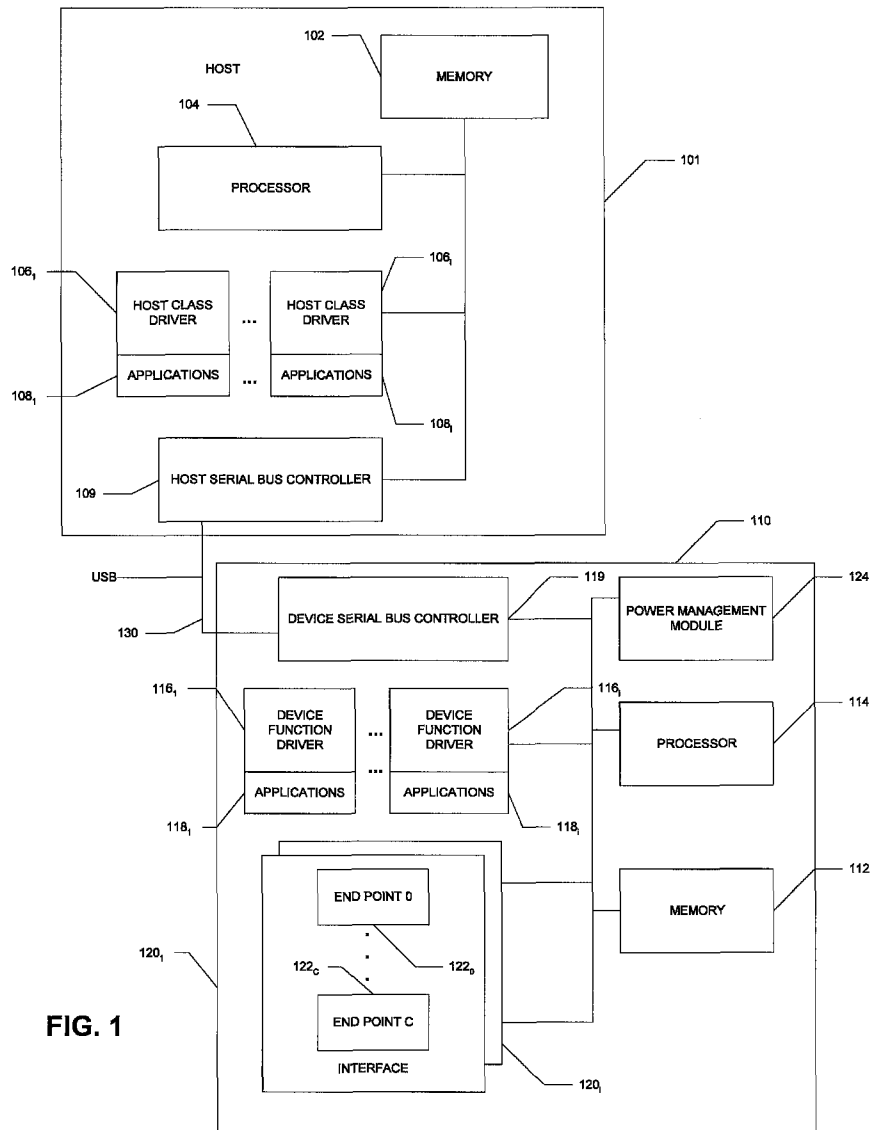 102
MEMORY
HOST
104
PROCESSOR
101
106₁
HOST CLASS
DRIVER
...
106ᵢ
HOST CLASS
DRIVER
108₁
APPLICATIONS
...
APPLICATIONS
108ᵢ
109
HOST SERIAL BUS CONTROLLER
110
USB
130
DEVICE SERIAL BUS CONTROLLER
119
POWER MANAGEMENT
MODULE
124
116₁
DEVICE
FUNCTION
DRIVER
...
116ᵢ
DEVICE
FUNCTION
DRIVER
PROCESSOR
114
118₁
APPLICATIONS
...
APPLICATIONS
118ᵢ
END POINT 0
122₀
MEMORY
112
120₁
122_C
END POINT C
INTERFACE
120ᵢ
FIG. 1